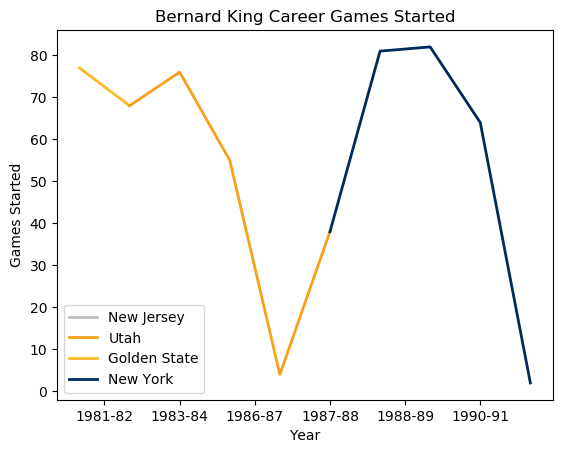 Bernard King Career Games Started
Games Started
80
70
60
50
40
30
20
10
0
New Jersey
Utah
Golden State
New York
1981-82 1983-84 1986-87 1987-88 1988-89 1990-91
Year